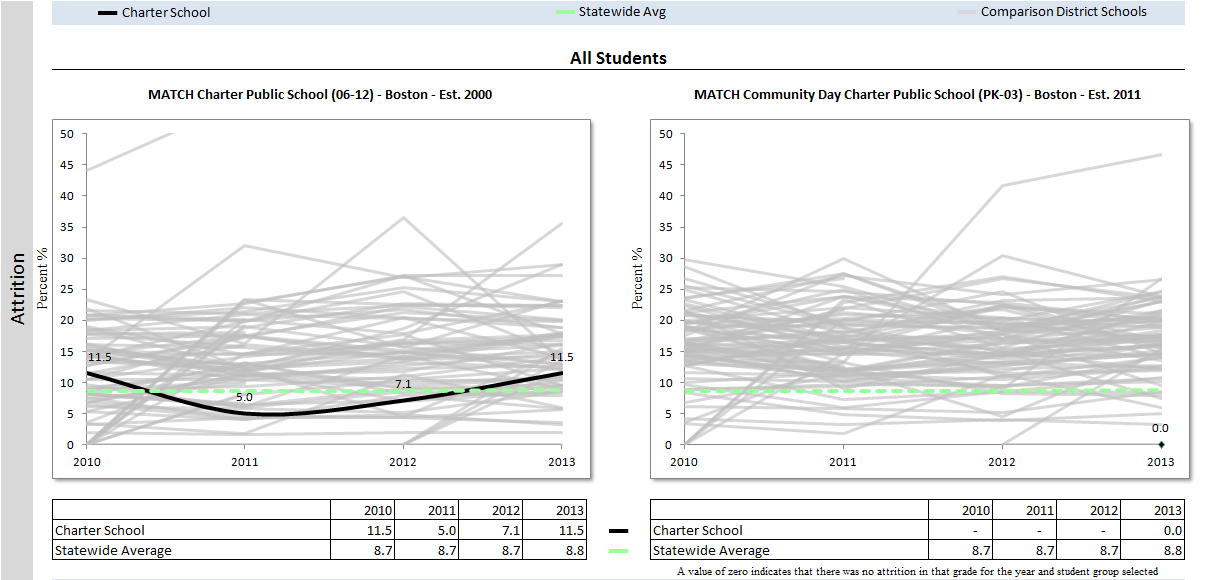 Charter School Statewide Avg Comparison District Schools
All Students
MATCH Charter Public School (06-12) - Boston - Est. 2000
MATCH Community Day Charter Public School (PK-03) - Boston - Est. 2011
Attrition
Percent %
50
45
40
35
30
25
20
15
10
5
0
11.5
5.0
7.1
11.5
2010 2011 2012 2013
Percent %
50
45
40
35
30
25
20
15
10
5
0
0.0
2010 2011 2012 2013
2010 2011 2012 2013
Charter School 11.5 5.0 7.1 11.5
Statewide Average 8.7 8.7 8.7 8.8
2010 2011 2012 2013
Charter School - - - 0.0
Statewide Average 8.7 8.7 8.7 8.8
A value of zero indicates that there was no attrition in that grade for the year and student group selected